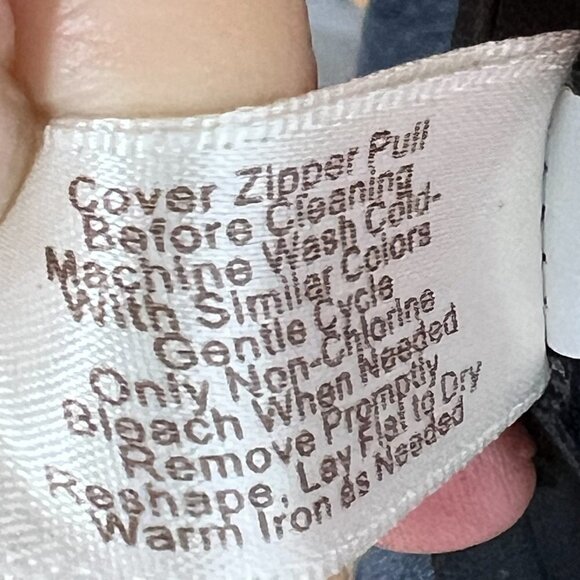 Cover Zipper Pull
Before Cleaning
Machine Wash Cold-
With Similar Colors
Gentle Cycle
Only Non-Chlorine
Bleach When Needed
Remove Promptly
Reshape, Lay Flat to Dry
Warm Iron as Needed